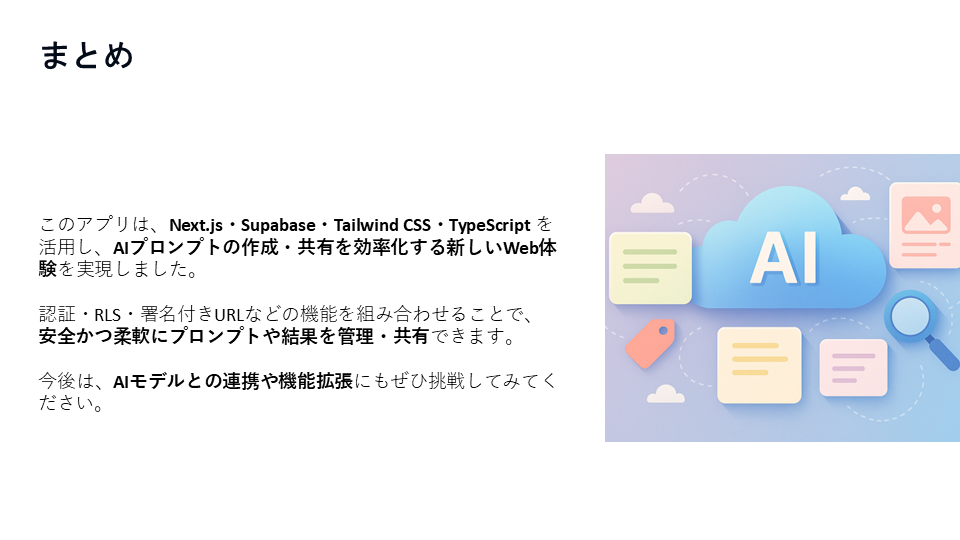 まとめ
このアプリは、Next.js・Supabase・Tailwind CSS・TypeScript を
活用し、AIプロンプトの作成・共有を効率化する新しいWeb体
験を実現しました。
認証・RLS・署名付きURLなどの機能を組み合わせることで、
安全かつ柔軟にプロンプトや結果を管理・共有できます。
今後は、AIモデルとの連携や機能拡張にもぜひ挑戦してみてく
ださい。
AI